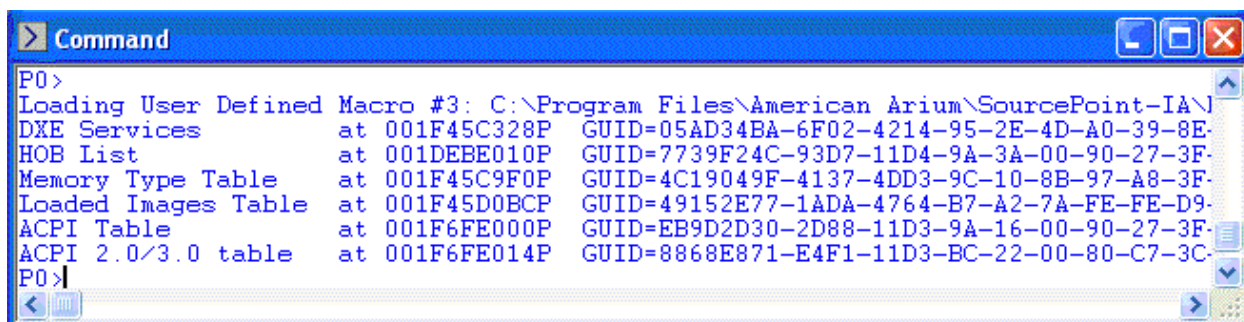 Command
P0>
Loading User Defined Macro #3: C:\Program Files\American Arium\SourcePoint-IA\
DXE Services at 001F45C328P GUID=05AD34BA-6F02-4214-95-2E-4D-A0-39-8E-
HOB List at 001DEBE010P GUID=7739F24C-93D7-11D4-9A-3A-00-90-27-3F-
Memory Type Table at 001F45C9F0P GUID=4C19049F-4137-4DD3-9C-10-8B-97-A8-3F-
Loaded Images Table at 001F45D0BCP GUID=49152E77-1ADA-4764-B7-A2-7A-FE-FE-D9-
ACPI Table at 001F6FE000P GUID=EB9D2D30-2D88-11D3-9A-16-00-90-27-3F-
ACPI 2.0/3.0 table at 001F6FE014P GUID=8868E871-E4F1-11D3-BC-22-00-80-C7-3C-
P0>